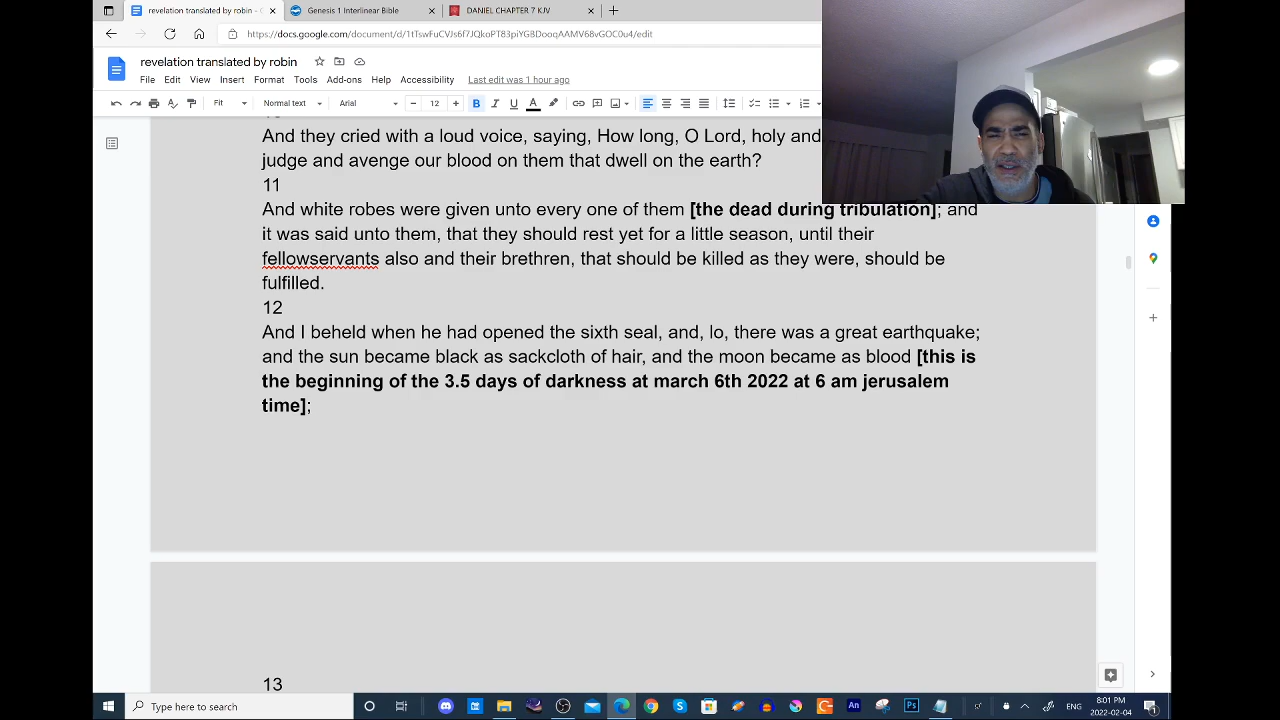 revelation translated by robin - G
Genesis 1 Interlinear Bible
DANIEL CHAPTER 7 KJV
https://docs.google.com/document/d/1tTswFuCVJs6f7JQkoPT83piYGBDooqAAMV68vGOC0u4/edit
revelation translated by robin
File Edit View Insert Format Tools Add-ons Help Accessibility Last edit was 1 hour ago
Fit Normal text Arial 12 B I U A
And they cried with a loud voice, saying, How long, O Lord, holy and
judge and avenge our blood on them that dwell on the earth?
11
And white robes were given unto every one of them [the dead during tribulation]; and
it was said unto them, that they should rest yet for a little season, until their
fellowservants also and their brethren, that should be killed as they were, should be
fulfilled.
12
And I beheld when he had opened the sixth seal, and, lo, there was a great earthquake;
and the sun became black as sackcloth of hair, and the moon became as blood [this is
the beginning of the 3.5 days of darkness at march 6th 2022 at 6 am jerusalem
time];
13
Type here to search
An
Ps
ENG
8:01 PM
2022-02-04